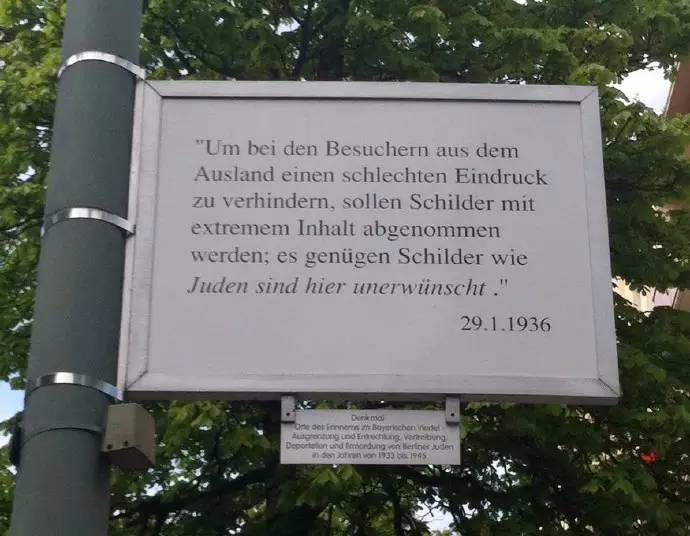 "Um bei den Besuchern aus dem
Ausland einen schlechten Eindruck
zu verhindern, sollen Schilder mit
extremem Inhalt abgenommen
werden; es genügen Schilder wie
Juden sind hier unerwünscht ."
29.1.1936
Denkmal
Orte des Erinnerns im Bayerischen Viertel -
Ausgrenzung und Entrechtung, Vertreibung,
Deportation und Ermordung von Berliner Juden
in den Jahren von 1933 bis 1945